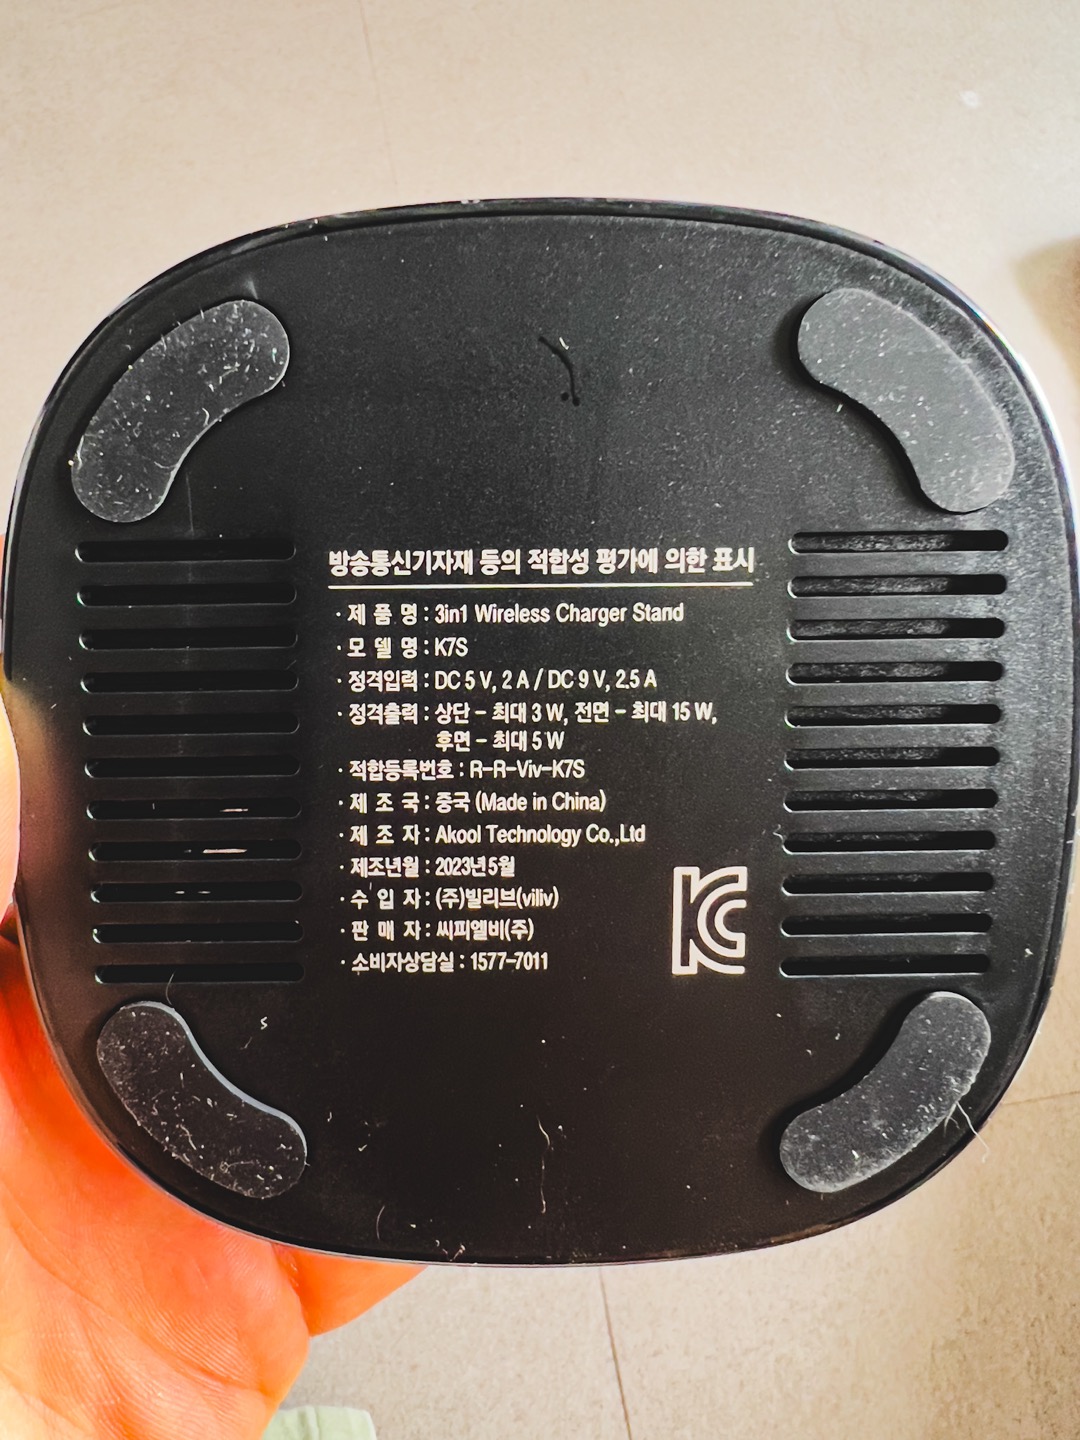 방송통신기자재 등의 적합성 평가에 의한 표시
· 제 품 명 : 3in1 Wireless Charger Stand
· 모 델 명 : K7S
· 정격입력 : DC 5 V, 2 A / DC 9 V, 2.5 A
· 정격출력 : 상단 - 최대 3 W, 전면 - 최대 15 W,
후면 - 최대 5 W
· 적합등록번호 : R-R-Viv-K7S
· 제 조 국 : 중국 (Made in China)
· 제 조 자 : Akool Technology Co.,Ltd
· 제조년월 : 2023년 5월
· 수 입 자 : (주)빌리브(viliv)
· 판 매 자 : 씨피엘비(주)
· 소비자상담실 : 1577-7011
KC